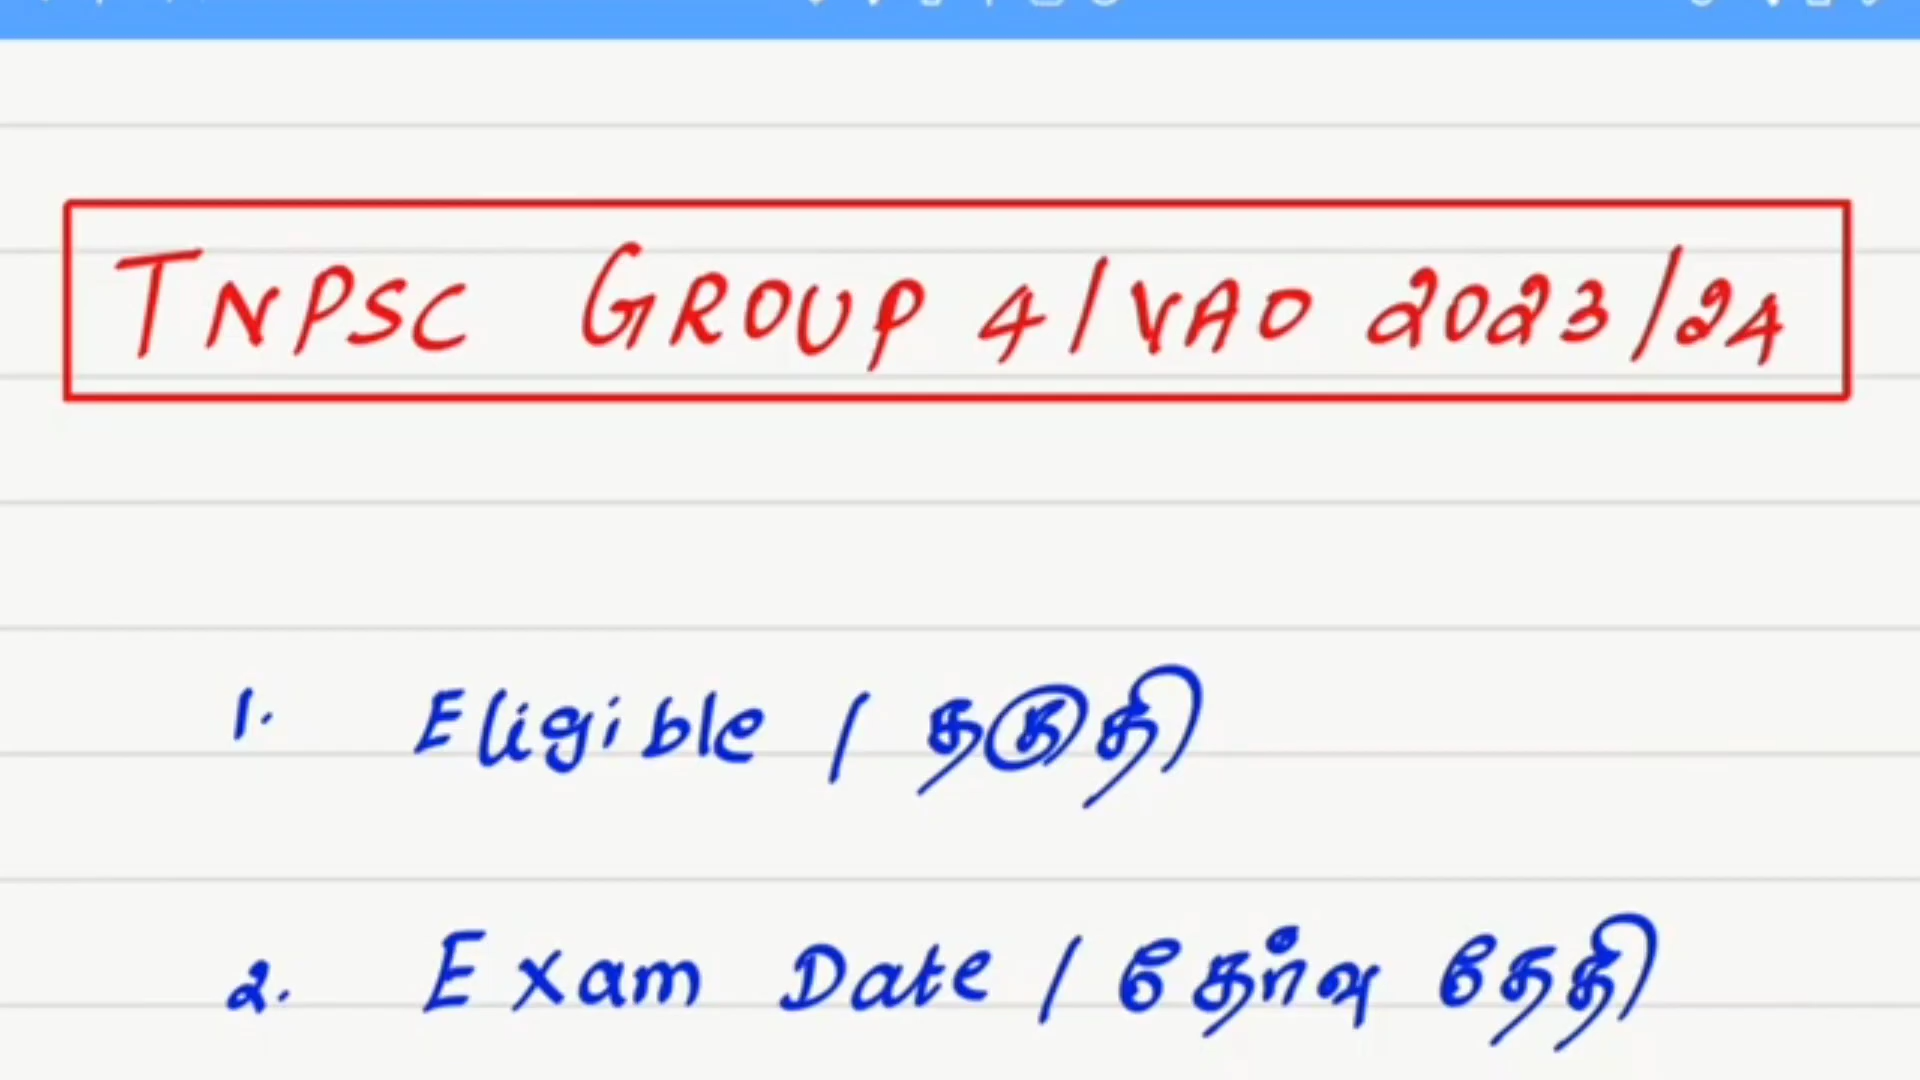 TNPSC GROUP 4/VAO 2023/24
1. Eligible / தகுதி
2. Exam Date / தேர்வு தேதி